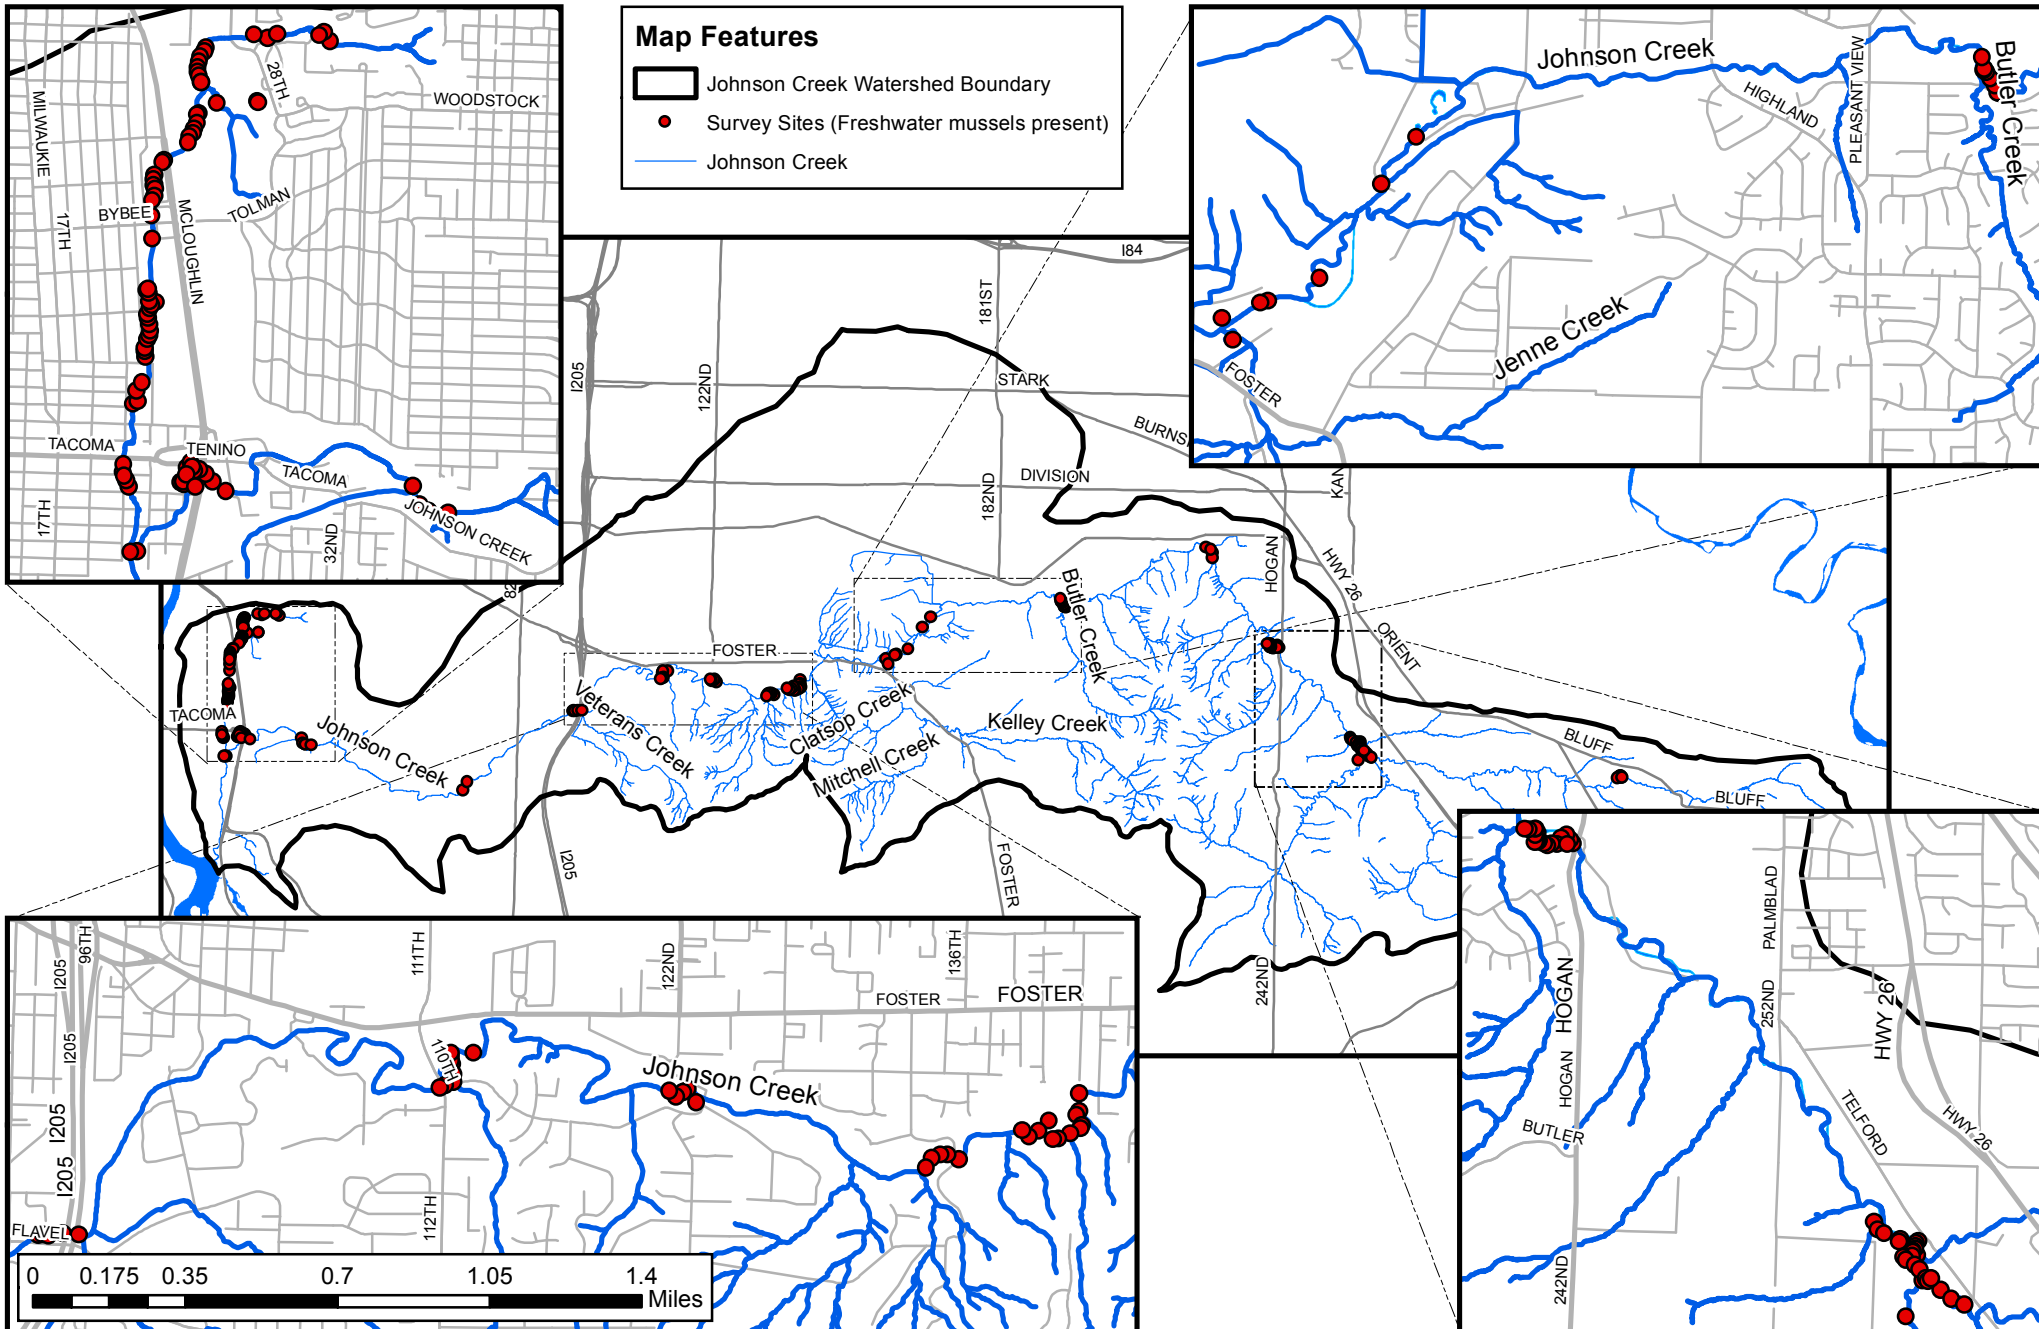 Map Features
Johnson Creek Watershed Boundary
Survey Sites (Freshwater mussels present)
Johnson Creek
MILWAUKIE
28TH
WOODSTOCK
17TH
BYBEE
TOLMAN
MCLOUGHLIN
TACOMA
TENINO
TACOMA
17TH
32ND
JOHNSON CREEK
Johnson Creek
PLEASANT VIEW
HIGHLAND
Butler Creek
Jenne Creek
FOSTER
I84
181ST
I205
122ND
STARK
DIVISION
182ND
HOGAN
HWY 26
ORIENT
FOSTER
Butler Creek
TACOMA
Johnson Creek
Veterans Creek
Clatsop Creek
Mitchell Creek
Kelley Creek
BLUFF
BLUFF
I205
FOSTER
242ND
I205
96TH
111TH
122ND
136TH
FOSTER
FOSTER
I205
110TH
Johnson Creek
I205
I205
112TH
FLAVEL
0 0.175 0.35 0.7 1.05 1.4
Miles
PALMBLAD
HOGAN
252ND
HWY 26
HOGAN
BUTLER
TELFORD
HWY 26
242ND